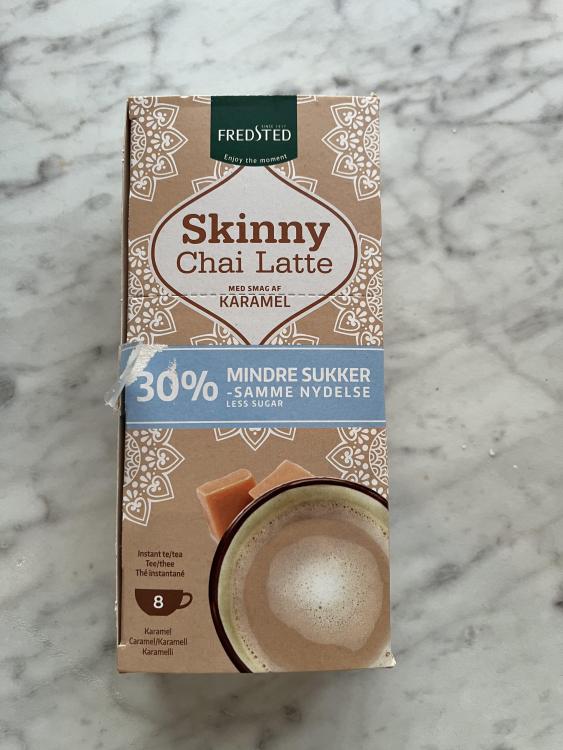 SINCE 1937
FREDSTED
Enjoy the moment
Skinny
Chai Latte
MED SMAG AF
KARAMEL
30% MINDRE SUKKER
-SAMME NYDELSE
LESS SUGAR
Instant te/tea
Tee/thee
Thé instantané
8
Karamel
Caramel/Karamell
Karamelli